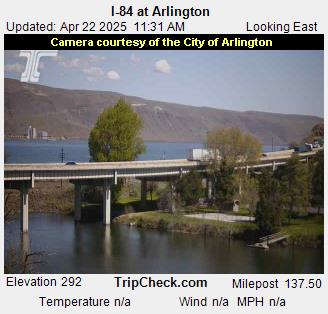 I-84 at Arlington
Updated: Apr 22 2025 11:31 AM Looking East
Camera courtesy of the City of Arlington
Elevation 292 TripCheck.com Milepost 137.50
Temperature n/a Wind n/a MPH n/a